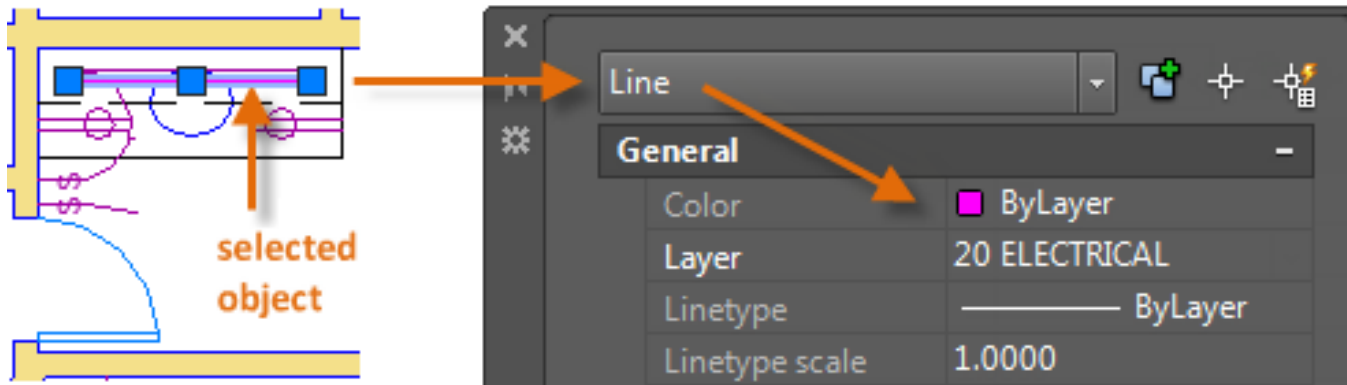 selected
object
S
S
Line
General
Color ByLayer
Layer 20 ELECTRICAL
Linetype ByLayer
Linetype scale 1.0000